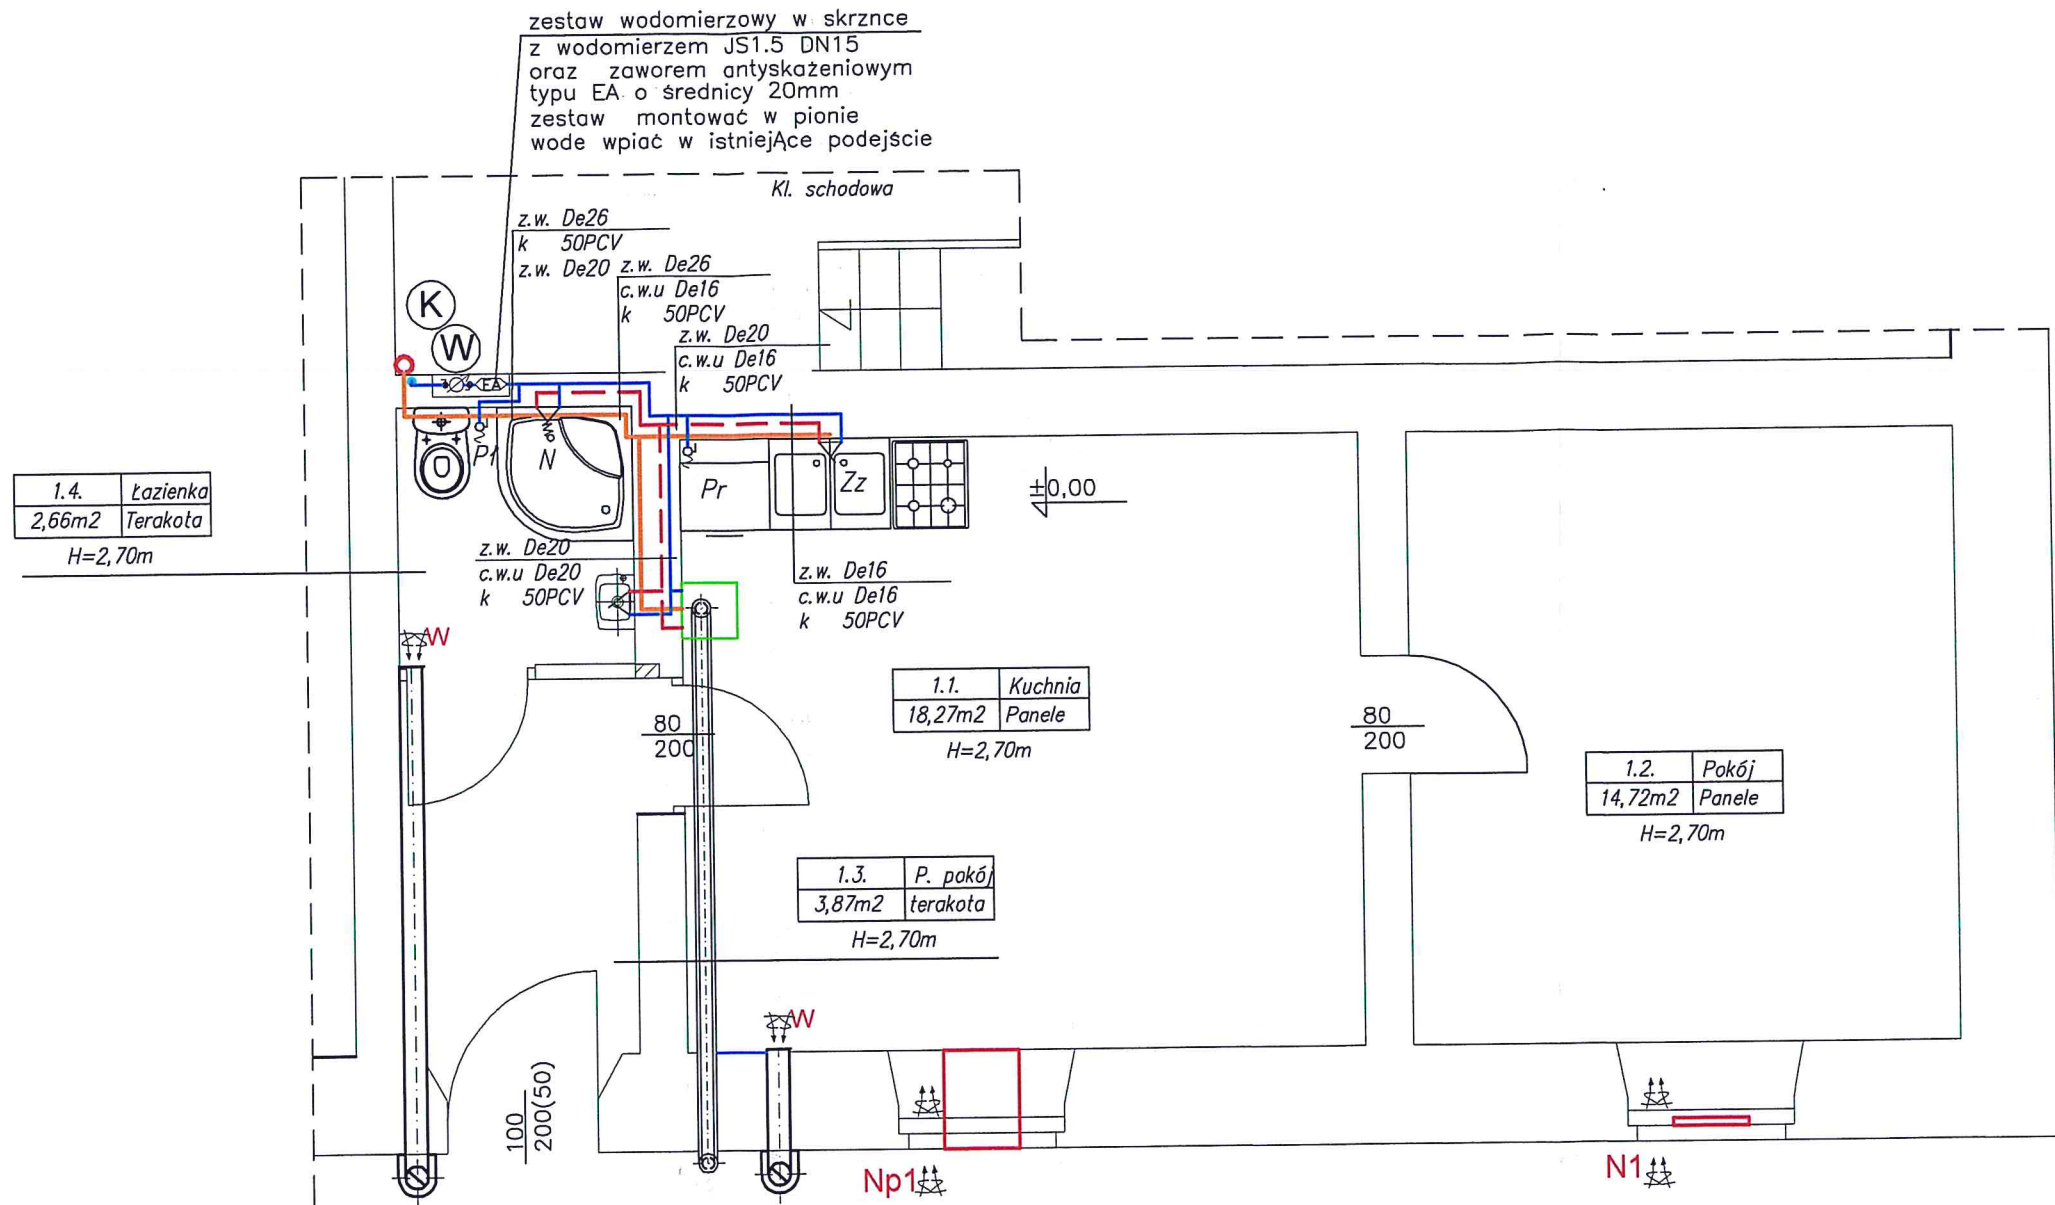 zestaw wodomierzowy w skrznce
z wodomierzem JS1.5 DN15
oraz zaworem antyskażeniowym
typu EA o średnicy 20mm
zestaw montować w pionie
wode wpiać w istniejĄce podejście
Kl. schodowa
z.w. De26
k 50PCV
z.w. De20
z.w. De26
c.w.u De16
k 50PCV
z.w. De20
c.w.u De16
k 50PCV
K
W
EA
P1
N
Pr
Zz
±0,00
1.4. Łazienka
2,66m2 Terakota
H=2,70m
z.w. De20
c.w.u De20
k 50PCV
z.w. De16
c.w.u De16
k 50PCV
W
1.1. Kuchnia
18,27m2 Panele
H=2,70m
80
200
80
200
1.2. Pokój
14,72m2 Panele
H=2,70m
1.3. P. pokój
3,87m2 terakota
H=2,70m
W
100
200(50)
Np1
N1